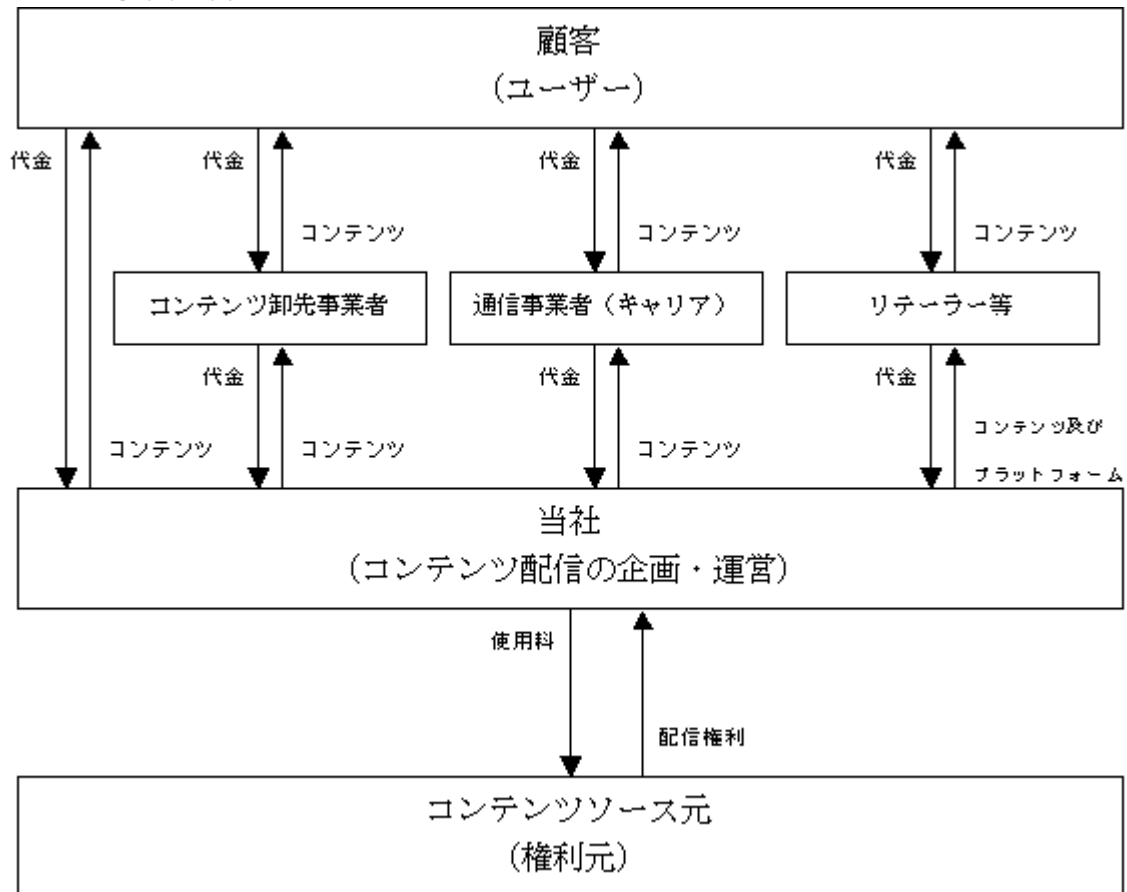 顧客
（ユーザー）
代金
代金
代金
代金
コンテンツ
コンテンツ
コンテンツ
コンテンツ卸先事業者
通信事業者（キャリア）
リテーラー等
代金
代金
代金
コンテンツ
コンテンツ
コンテンツ
コンテンツ及び
プラットフォーム
当社
（コンテンツ配信の企画・運営）
使用料
配信権利
コンテンツソース元
（権利元）